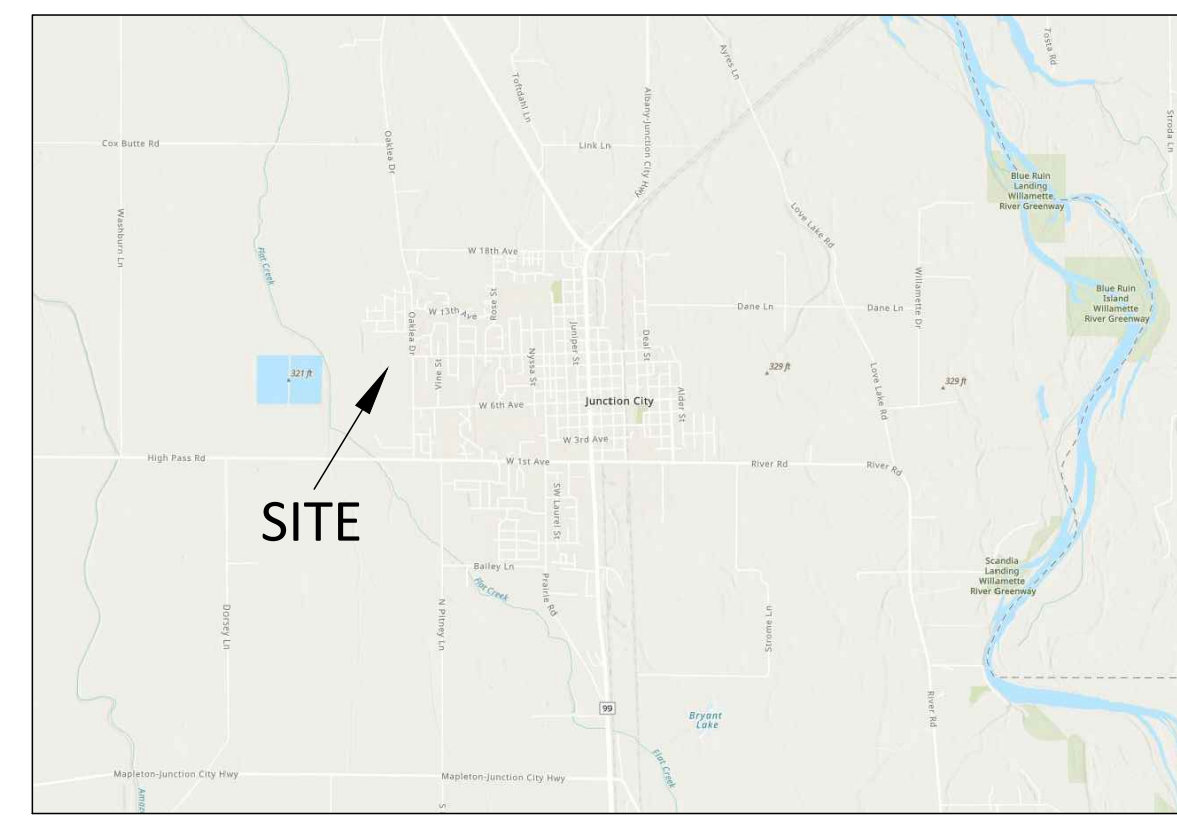 Tosta Rd
Ayres Ln
Toftdahl Ln
Albany-Junction City Hwy
Stroda Ln
Oaklea Dr
Cox Butte Rd
Link Ln
Blue Ruin
Landing
Willamette
River Greenway
Love Lake Rd
Washburn Ln
Flat Creek
W 18th Ave
Willamette Dr
Blue Ruin
Island
Willamette
River Greenway
Rose St
W 13th Ave
Dane Ln
Dane Ln
Oaklea Dr
Juniper St
Deal St
Nyssa St
Vine St
321 ft
329 ft
329 ft
Love Lake Rd
Alder St
Junction City
W 6th Ave
W 3rd Ave
High Pass Rd
W 1st Ave
River Rd
River Rd
SITE
SW Laurel St
Scandia
Landing
Willamette
River Greenway
Bailey Ln
Flat Creek
Prairie Rd
Dorsey Ln
N Pitney Ln
Strome Ln
River Rd
99
Bryant
Lake
Flat Creek
Mapleton-Junction City Hwy
Mapleton-Junction City Hwy
Amaz
S